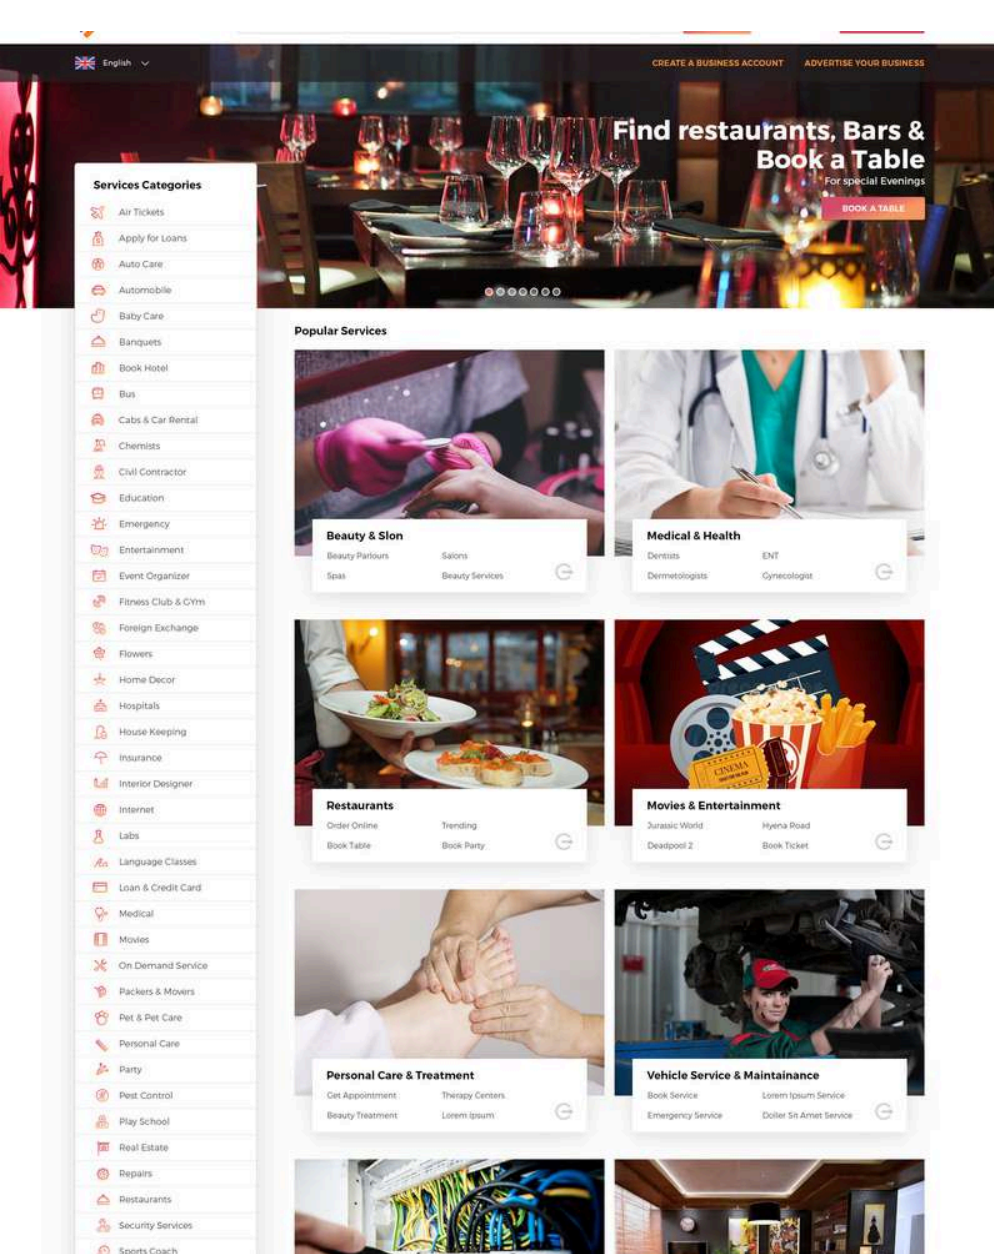 English
CREATE A BUSINESS ACCOUNT ADVERTISE YOUR BUSINESS
Find restaurants, Bars &
Book a Table
For special Evenings
BOOK A TABLE
Services Categories
Air Tickets
Apply for Loans
Auto Care
Automobile
Baby Care
Banquets
Book Hotel
Bus
Cabs & Car Rental
Chemists
Civil Contractor
Education
Emergency
Entertainment
Event Organizer
Fitness Club & GYm
Foreign Exchange
Flowers
Home Decor
Hospitals
House Keeping
Insurance
Interior Designer
Internet
Labs
Language Classes
Loan & Credit Card
Medical
Movies
On Demand Service
Packers & Movers
Pet & Pet Care
Personal Care
Party
Pest Control
Play School
Real Estate
Repairs
Restaurants
Security Services
Sports Coach
Popular Services
Beauty & Slon
Beauty Parlours Salons
Spas Beauty Services
Medical & Health
Dentists ENT
Dermetologists Gynecologist
Restaurants
Order Online Trending
Book Table Book Party
CINEMA
Movies & Entertainment
Jurassic World Hyena Road
Deadpool 2 Book Ticket
Personal Care & Treatment
Get Appointment Therapy Centers
Beauty Treatment Lorem Ipsum
Vehicle Service & Maintainance
Book Service Lorem Ipsum Service
Emergency Service Doller Sit Amet Service